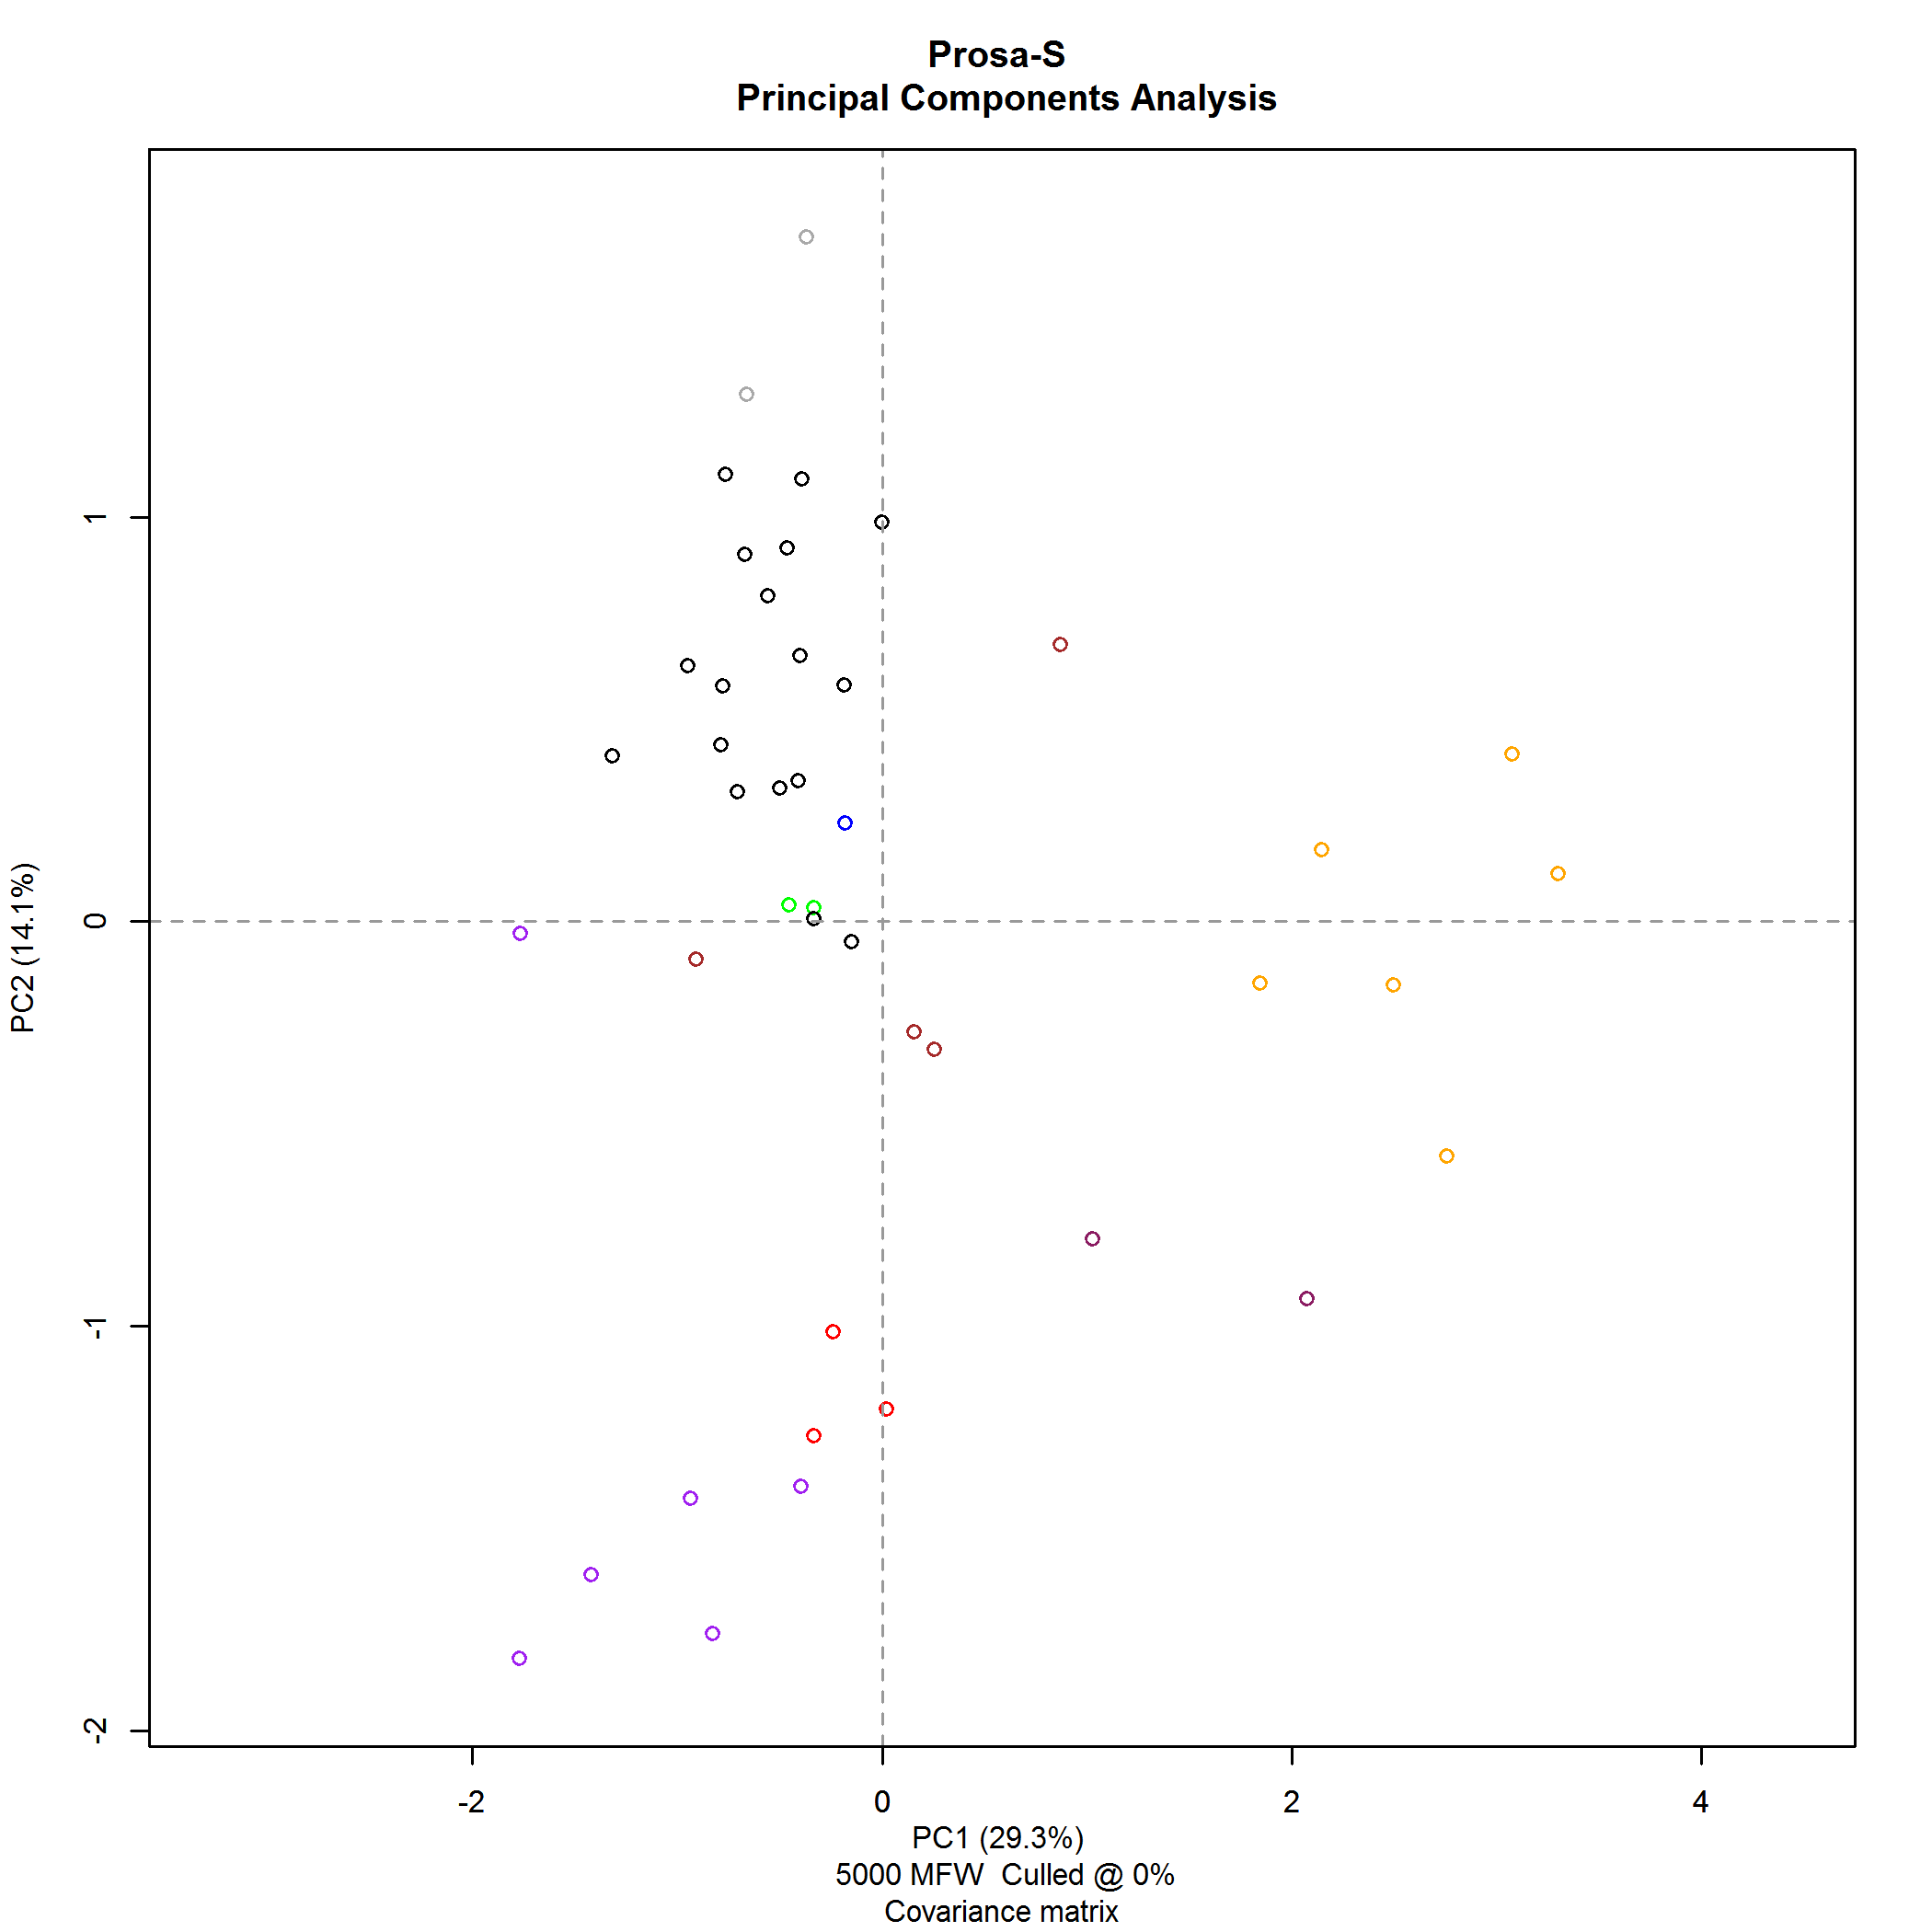 Prosa-S
Principal Components Analysis
PC2 (14.1%)
1
0
-1
-2
-2 0 2 4
PC1 (29.3%)
5000 MFW  Culled @ 0%
Covariance matrix